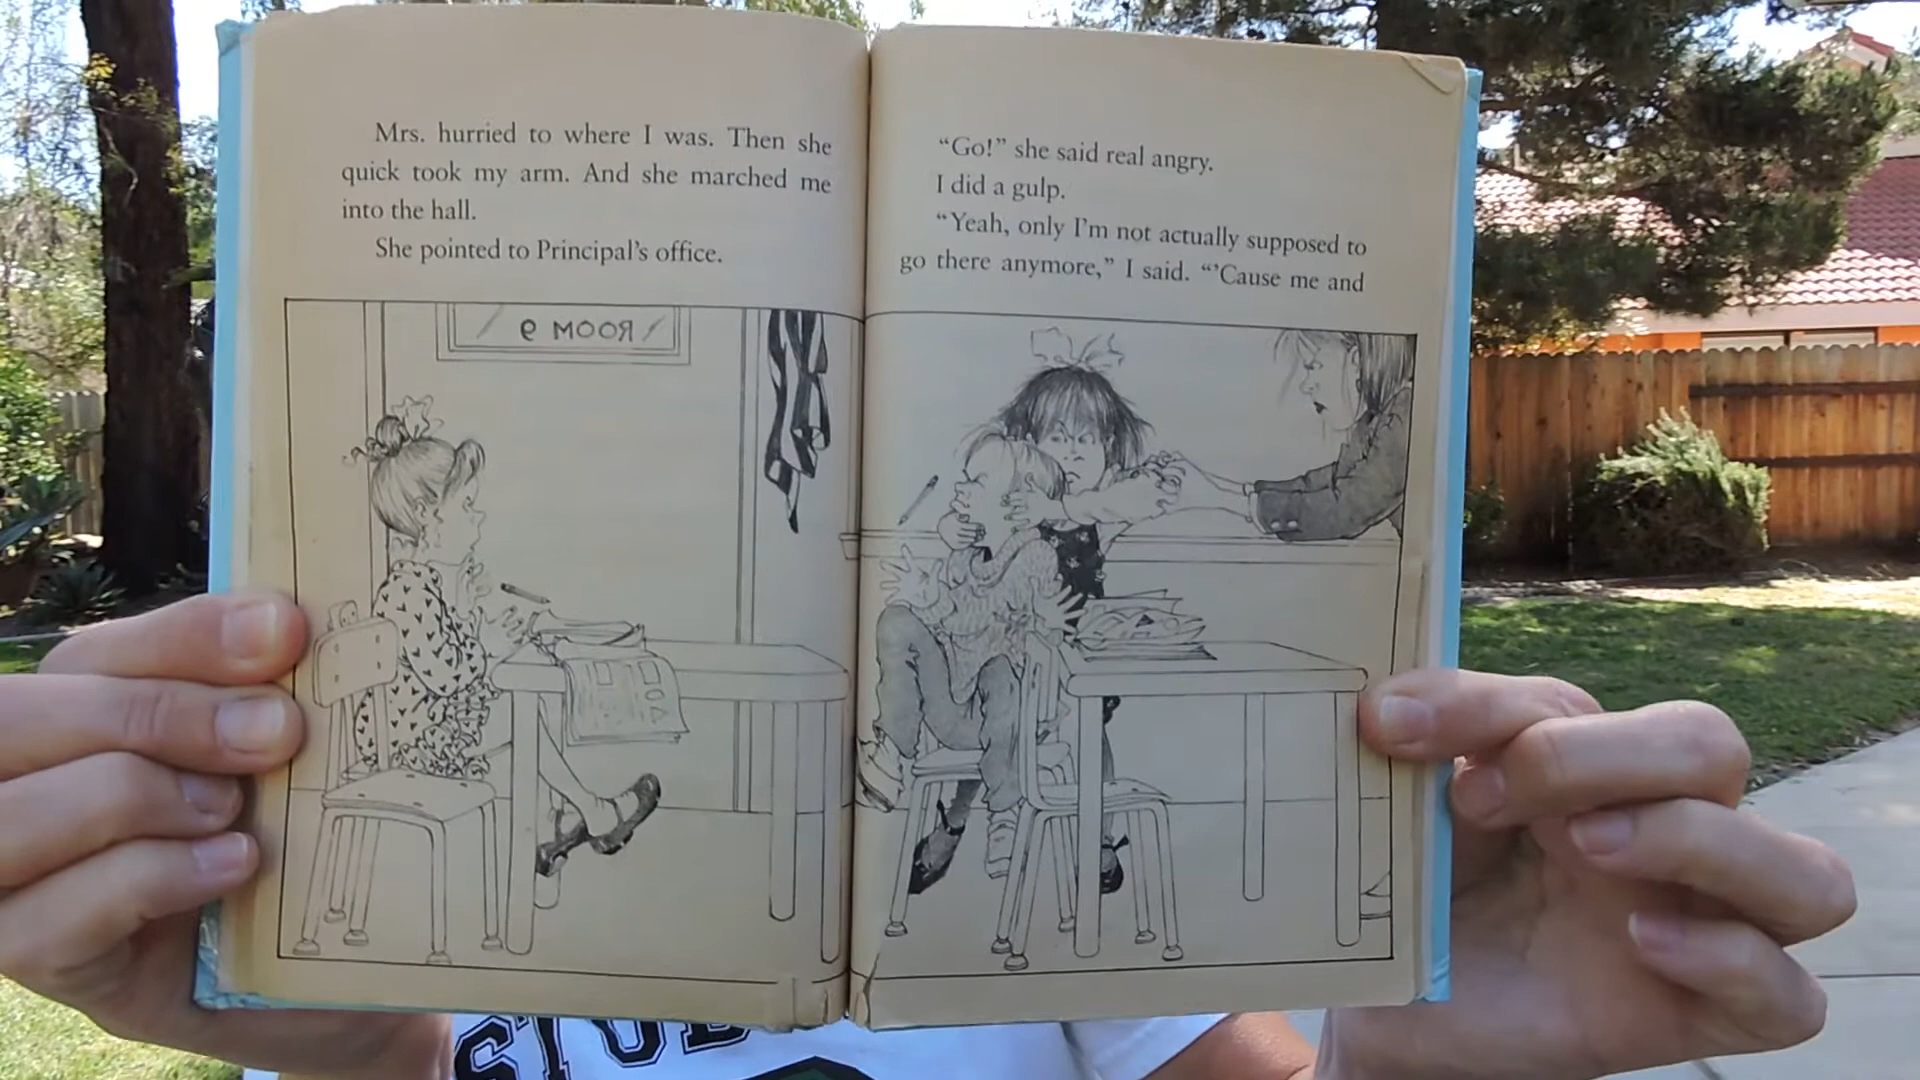 Mrs. hurried to where I was. Then she
quick took my arm. And she marched me
into the hall.
She pointed to Principal's office.
ROOM 9
“Go!” she said real angry.
I did a gulp.
“Yeah, only I'm not actually supposed to
go there anymore,” I said. “’Cause me and